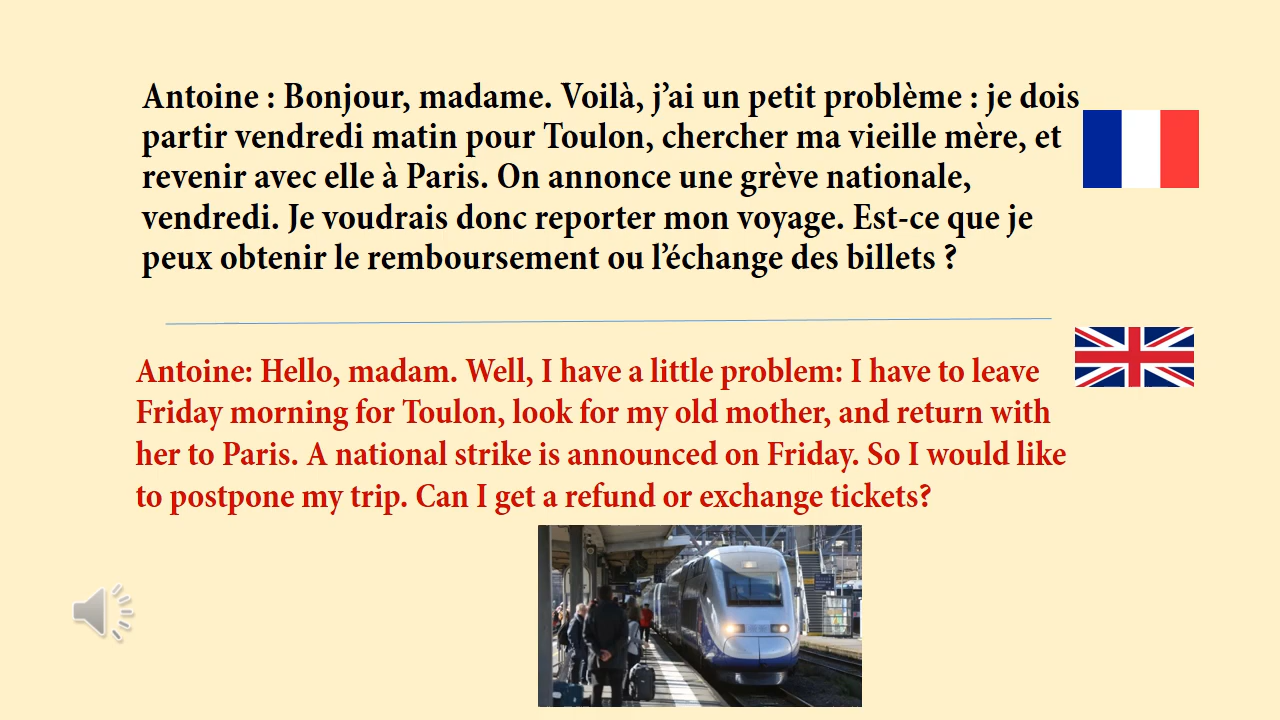 Antoine : Bonjour, madame. Voilà, j’ai un petit problème : je dois
partir vendredi matin pour Toulon, chercher ma vieille mère, et
revenir avec elle à Paris. On annonce une grève nationale,
vendredi. Je voudrais donc reporter mon voyage. Est-ce que je
peux obtenir le remboursement ou l’échange des billets ?
Antoine: Hello, madam. Well, I have a little problem: I have to leave
Friday morning for Toulon, look for my old mother, and return with
her to Paris. A national strike is announced on Friday. So I would like
to postpone my trip. Can I get a refund or exchange tickets?